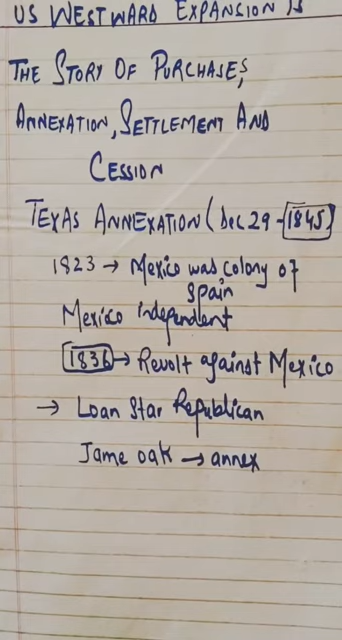 US WESTWARD EXPANSION IS
THE STORY OF PURCHASES,
ANNEXATION, SETTLEMENT AND
CESSION
TEXAS ANNEXATION (Dec 29 - 1845)
1823 → Mexico was colony of
Spain
Mexico independent
1836 → Revolt against Mexico
→ Loan Star Republican
Jame oak → annex